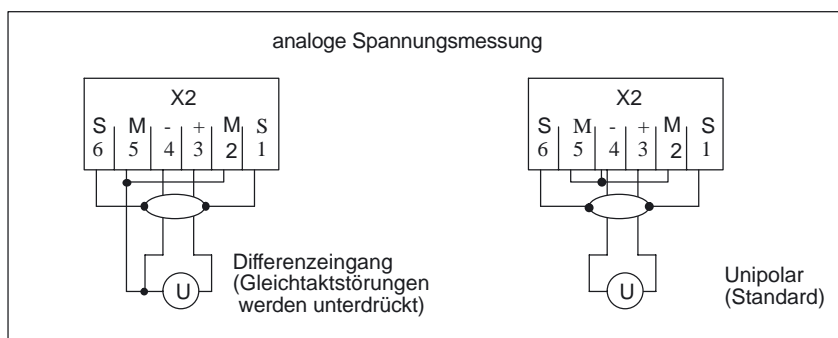 analoge Spannungsmessung
X2
S M - + M S
6 5 4 3 2 1
U
Differenzeingang
(Gleichtaktstörungen
werden unterdrückt)
X2
S M - + M S
6 5 4 3 2 1
U
Unipolar
(Standard)